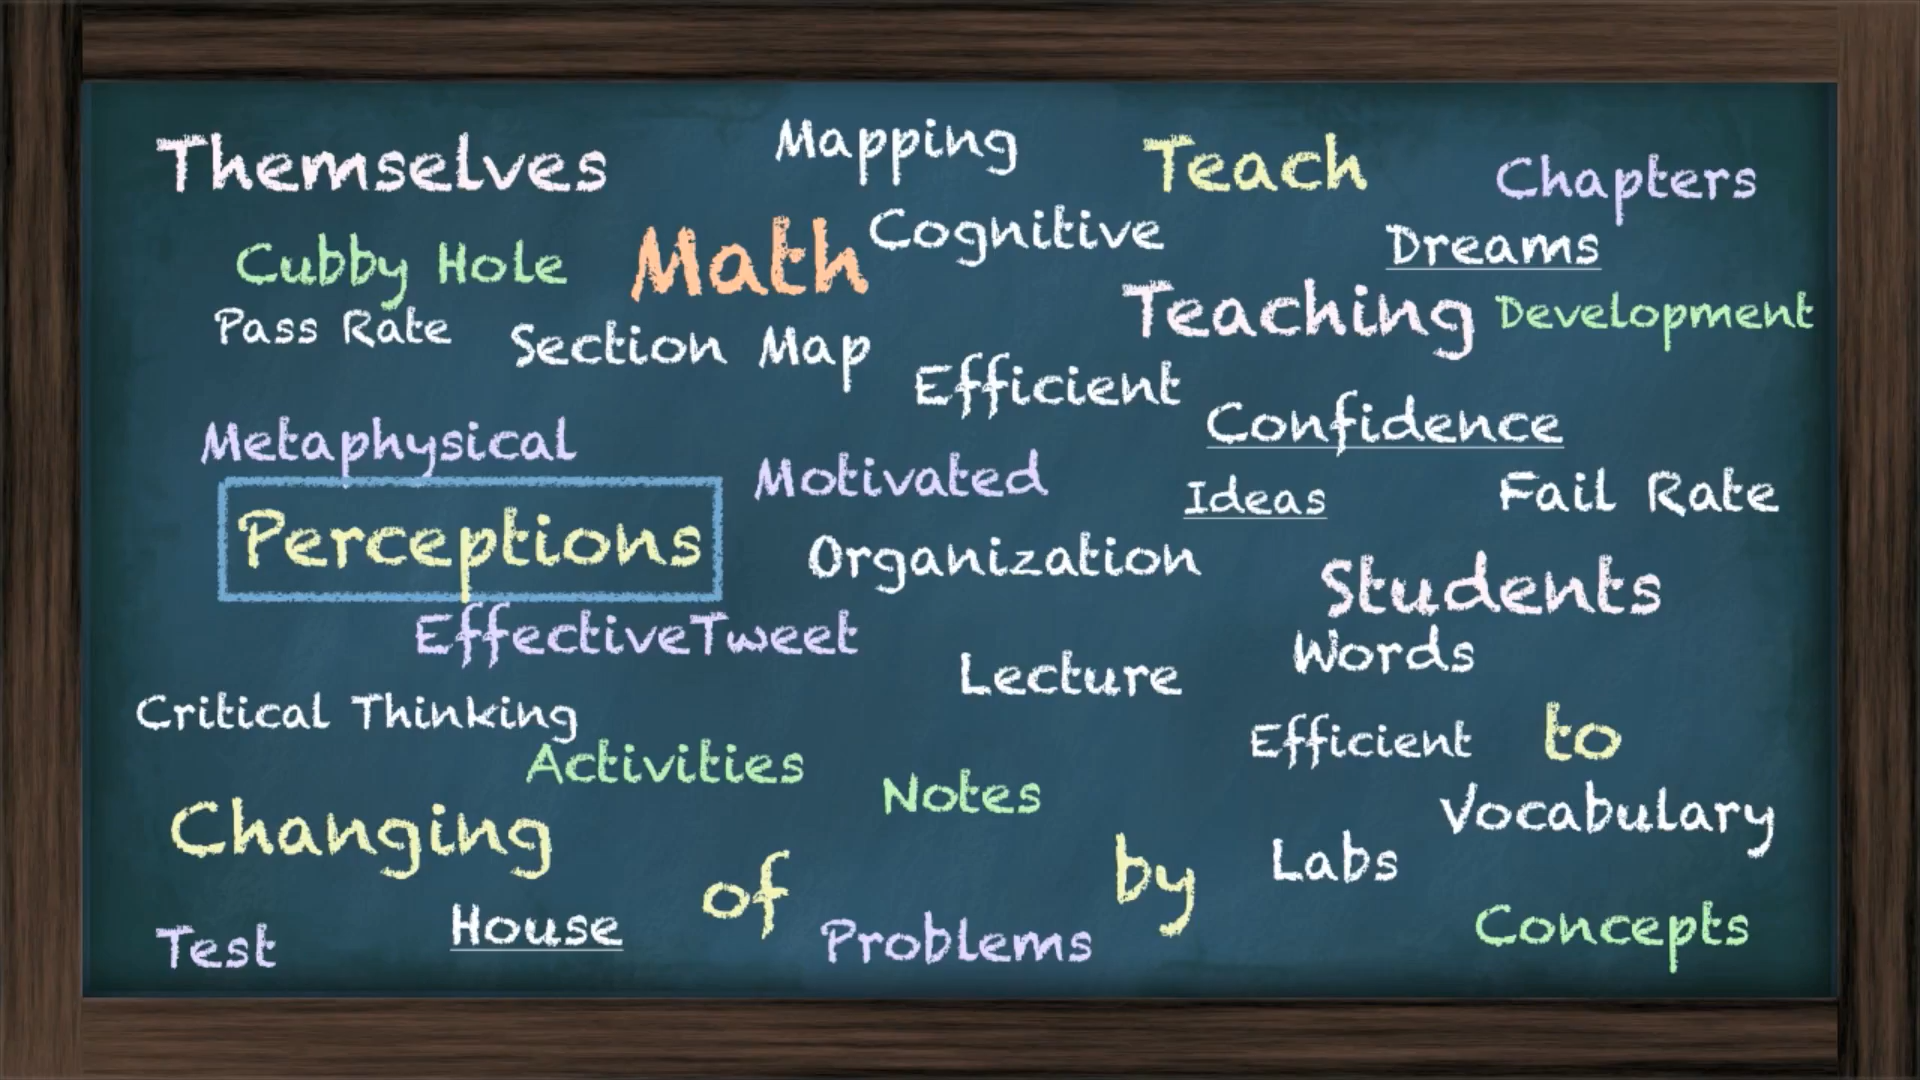 Themselves
Mapping
Teach
Chapters
Cubby Hole
Math
Cognitive
Dreams
Pass Rate
Section Map
Teaching
Development
Efficient
Metaphysical
Confidence
Perceptions
Motivated
Ideas
Fail Rate
Organization
Students
EffectiveTweet
Lecture
Words
Critical Thinking
Activities
Efficient
to
Changing
Notes
Vocabulary
of
by
Labs
Test
House
Problems
Concepts